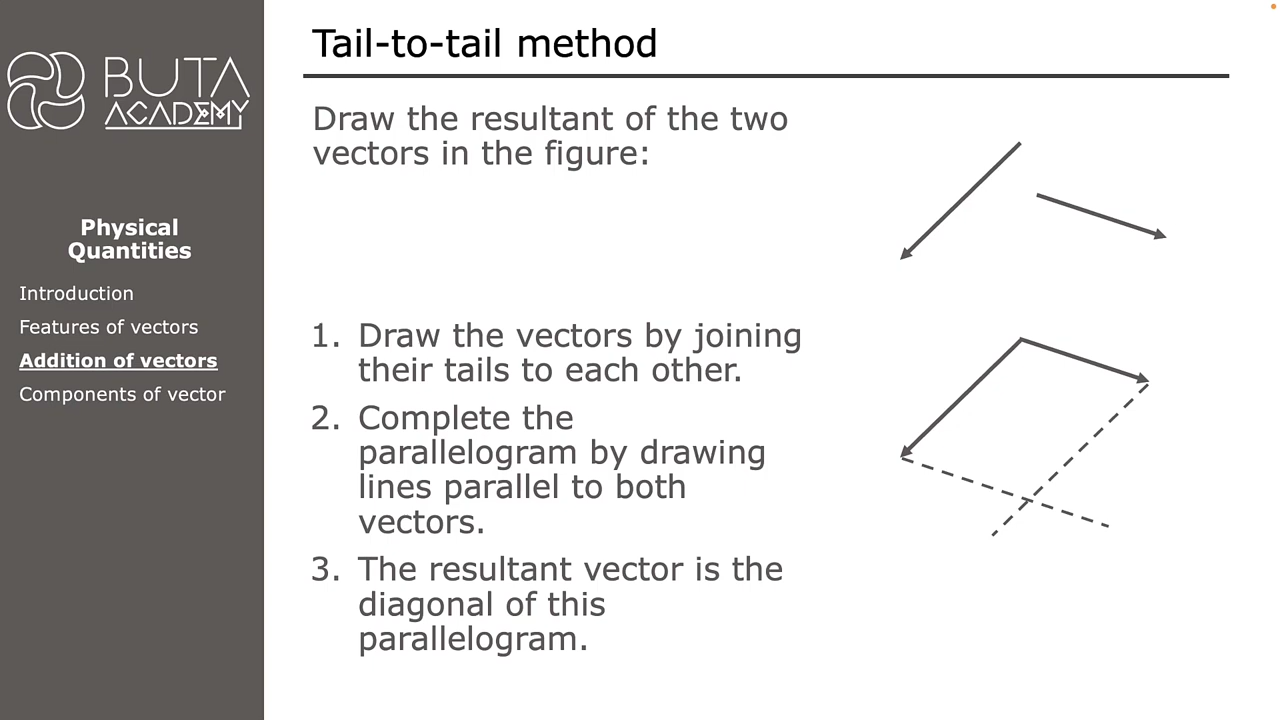 BUTA
ACADEMY
Physical
Quantities
Introduction
Features of vectors
Addition of vectors
Components of vector
Tail-to-tail method
Draw the resultant of the two
vectors in the figure:
1. Draw the vectors by joining
their tails to each other.
2. Complete the
parallelogram by drawing
lines parallel to both
vectors.
3. The resultant vector is the
diagonal of this
parallelogram.